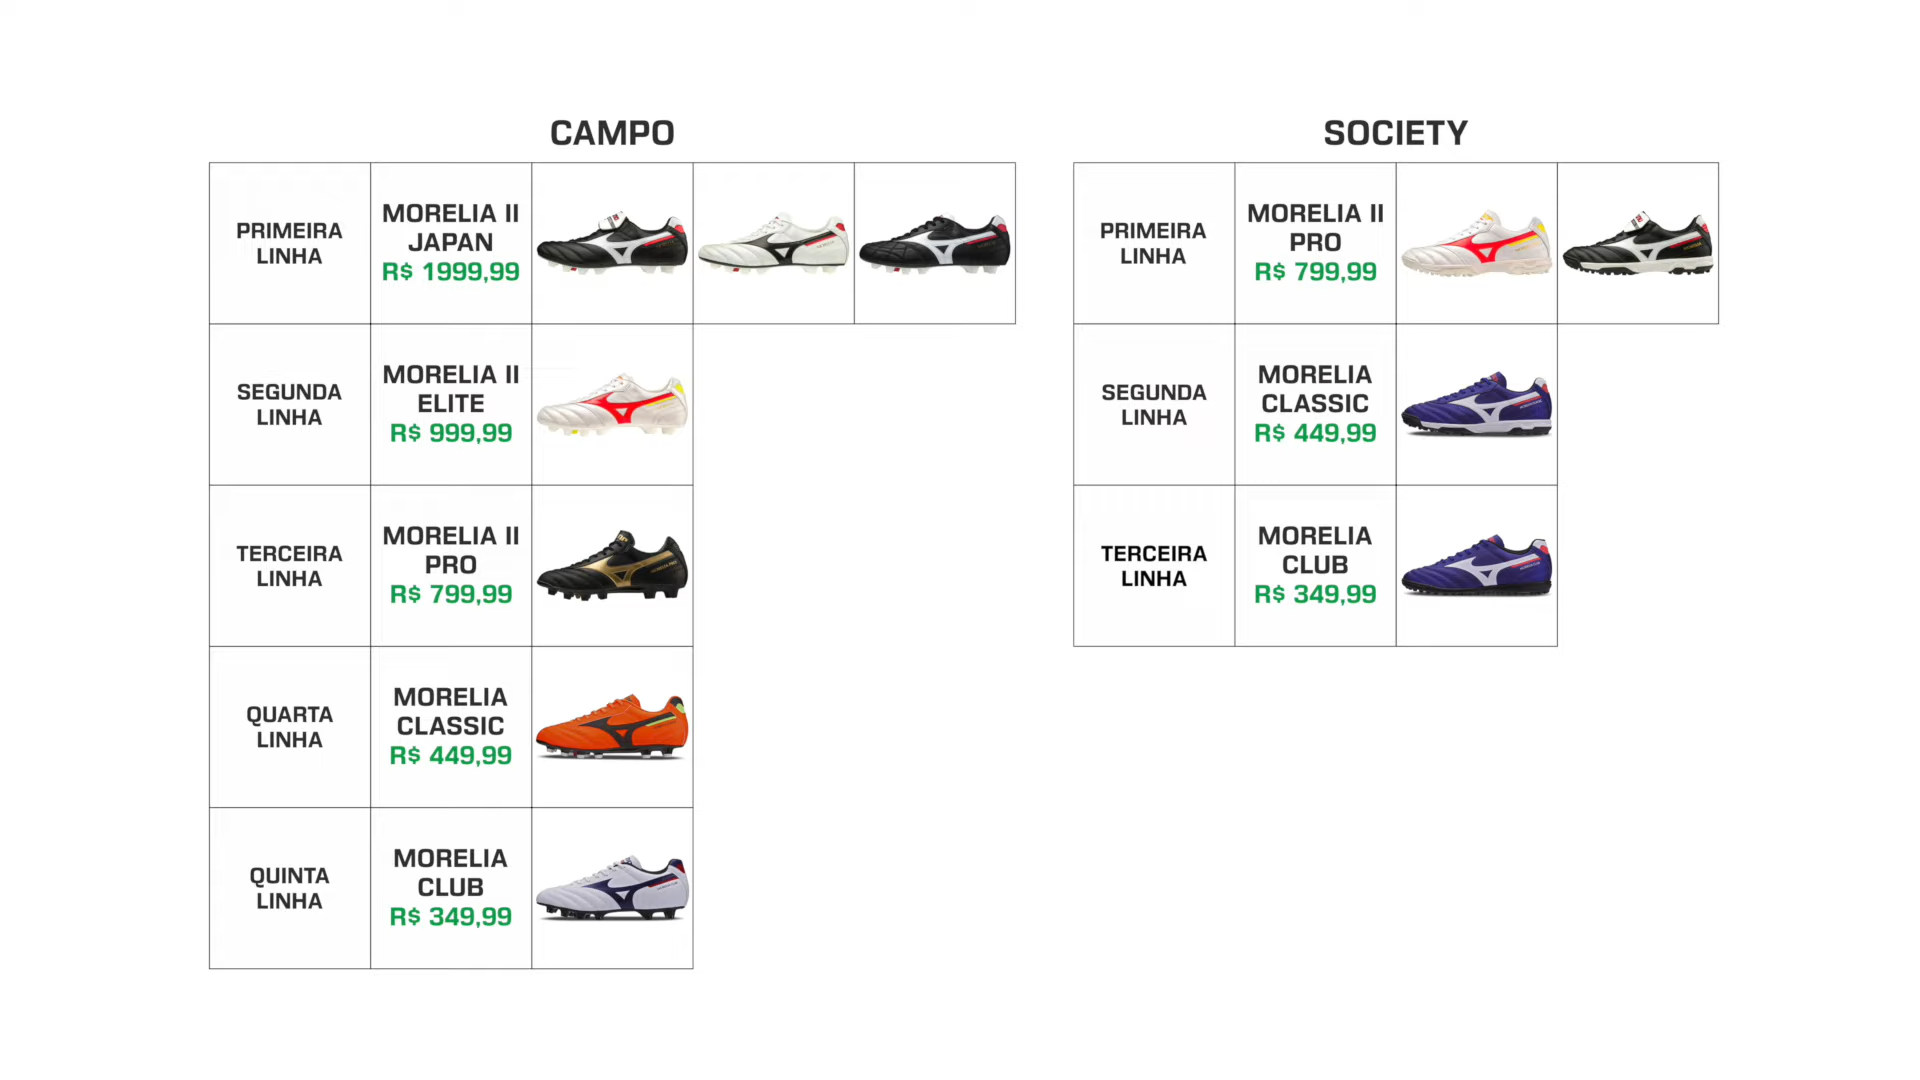 CAMPO
PRIMEIRA
LINHA
MORELIA II
JAPAN
R$ 1999,99
SEGUNDA
LINHA
MORELIA II
ELITE
R$ 999,99
TERCEIRA
LINHA
MORELIA II
PRO
R$ 799,99
QUARTA
LINHA
MORELIA
CLASSIC
R$ 449,99
QUINTA
LINHA
MORELIA
CLUB
R$ 349,99
SOCIETY
PRIMEIRA
LINHA
MORELIA II
PRO
R$ 799,99
SEGUNDA
LINHA
MORELIA
CLASSIC
R$ 449,99
TERCEIRA
LINHA
MORELIA
CLUB
R$ 349,99